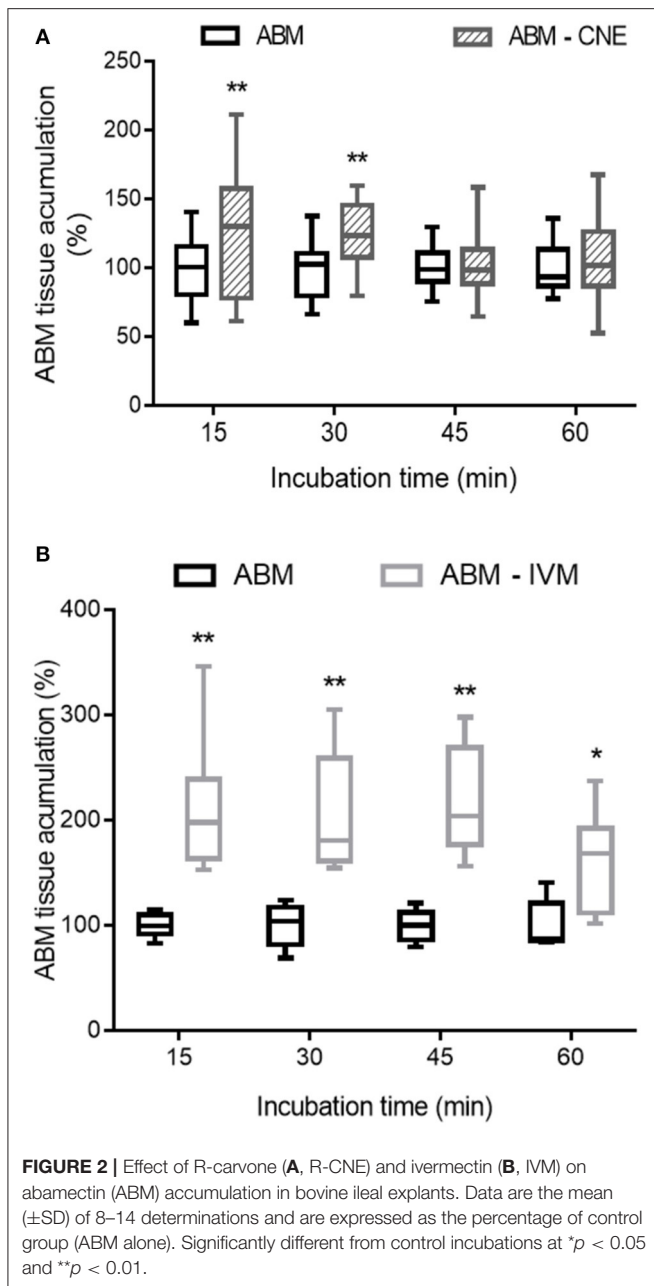 A
ABM
ABM - CNE
ABM tissue acumulation
(%)
250
200
150
100
50
0
**
**
15
30
45
60
Incubation time (min)
B
ABM
ABM - IVM
ABM tissue acumulation (%)
400
300
200
100
0
**
**
**
*
15
30
45
60
Incubation time (min)
FIGURE 2 | Effect of R-carvone (A, R-CNE) and ivermectin (B, IVM) on
abamectin (ABM) accumulation in bovine ileal explants. Data are the mean
(±SD) of 8–14 determinations and are expressed as the percentage of control
group (ABM alone). Significantly different from control incubations at *p < 0.05
and **p < 0.01.